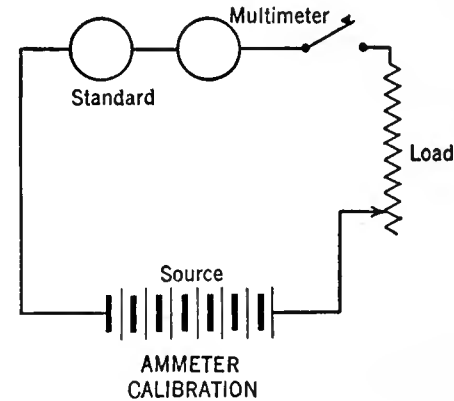 Multimeter
Standard
Load
Source
AMMETER
CALIBRATION